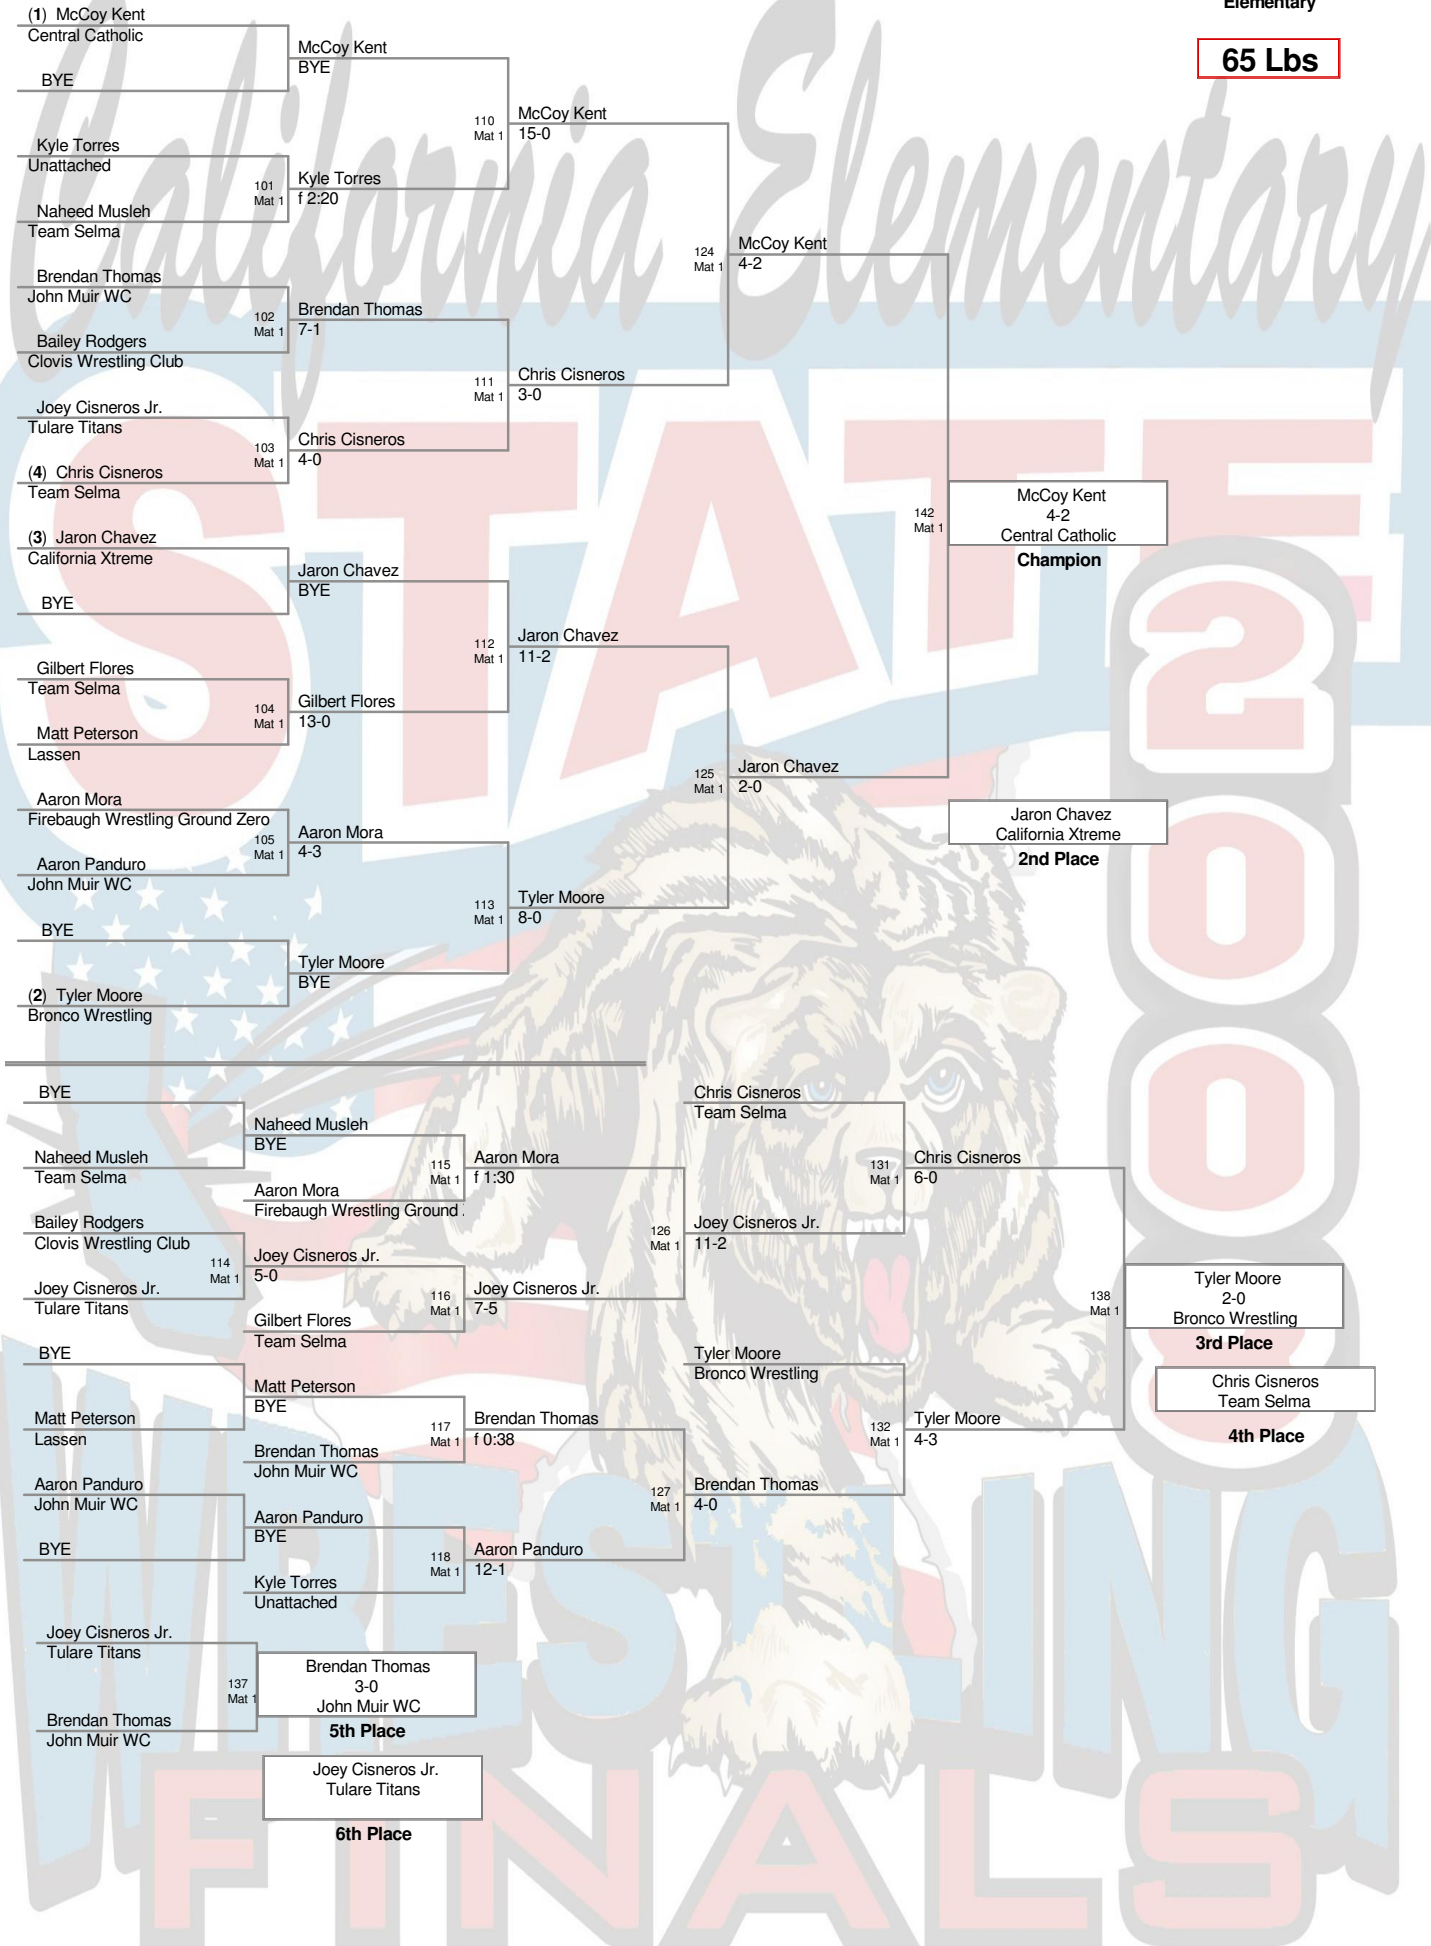 Elementary
65 Lbs
California Elementary
STATE
2008
WRESTLING
FINALS
(1) McCoy Kent
Central Catholic
BYE
Kyle Torres
Unattached
Naheed Musleh
Team Selma
Brendan Thomas
John Muir WC
Bailey Rodgers
Clovis Wrestling Club
Joey Cisneros Jr.
Tulare Titans
(4) Chris Cisneros
Team Selma
(3) Jaron Chavez
California Xtreme
BYE
Gilbert Flores
Team Selma
Matt Peterson
Lassen
Aaron Mora
Firebaugh Wrestling Ground Zero
Aaron Panduro
John Muir WC
BYE
(2) Tyler Moore
Bronco Wrestling
McCoy Kent
BYE
101
Mat 1
Kyle Torres
f 2:20
102
Mat 1
Brendan Thomas
7-1
103
Mat 1
Chris Cisneros
4-0
Jaron Chavez
BYE
104
Mat 1
Gilbert Flores
13-0
105
Mat 1
Aaron Mora
4-3
Tyler Moore
BYE
110
Mat 1
McCoy Kent
15-0
111
Mat 1
Chris Cisneros
3-0
112
Mat 1
Jaron Chavez
11-2
113
Mat 1
Tyler Moore
8-0
124
Mat 1
McCoy Kent
4-2
125
Mat 1
Jaron Chavez
2-0
142
Mat 1
McCoy Kent
4-2
Central Catholic
Champion
Jaron Chavez
California Xtreme
2nd Place
BYE
Naheed Musleh
Team Selma
Bailey Rodgers
Clovis Wrestling Club
Joey Cisneros Jr.
Tulare Titans
BYE
Matt Peterson
Lassen
Aaron Panduro
John Muir WC
BYE
Naheed Musleh
BYE
Aaron Mora
Firebaugh Wrestling Ground
114
Mat 1
Joey Cisneros Jr.
5-0
Gilbert Flores
Team Selma
Matt Peterson
BYE
Brendan Thomas
John Muir WC
Aaron Panduro
BYE
Kyle Torres
Unattached
115
Mat 1
Aaron Mora
f 1:30
116
Mat 1
Joey Cisneros Jr.
7-5
117
Mat 1
Brendan Thomas
f 0:38
118
Mat 1
Aaron Panduro
12-1
Chris Cisneros
Team Selma
126
Mat 1
Joey Cisneros Jr.
11-2
Tyler Moore
Bronco Wrestling
127
Mat 1
Brendan Thomas
4-0
131
Mat 1
Chris Cisneros
6-0
132
Mat 1
Tyler Moore
4-3
138
Mat 1
Tyler Moore
2-0
Bronco Wrestling
3rd Place
Chris Cisneros
Team Selma
4th Place
Joey Cisneros Jr.
Tulare Titans
Brendan Thomas
John Muir WC
137
Mat 1
Brendan Thomas
3-0
John Muir WC
5th Place
Joey Cisneros Jr.
Tulare Titans
6th Place